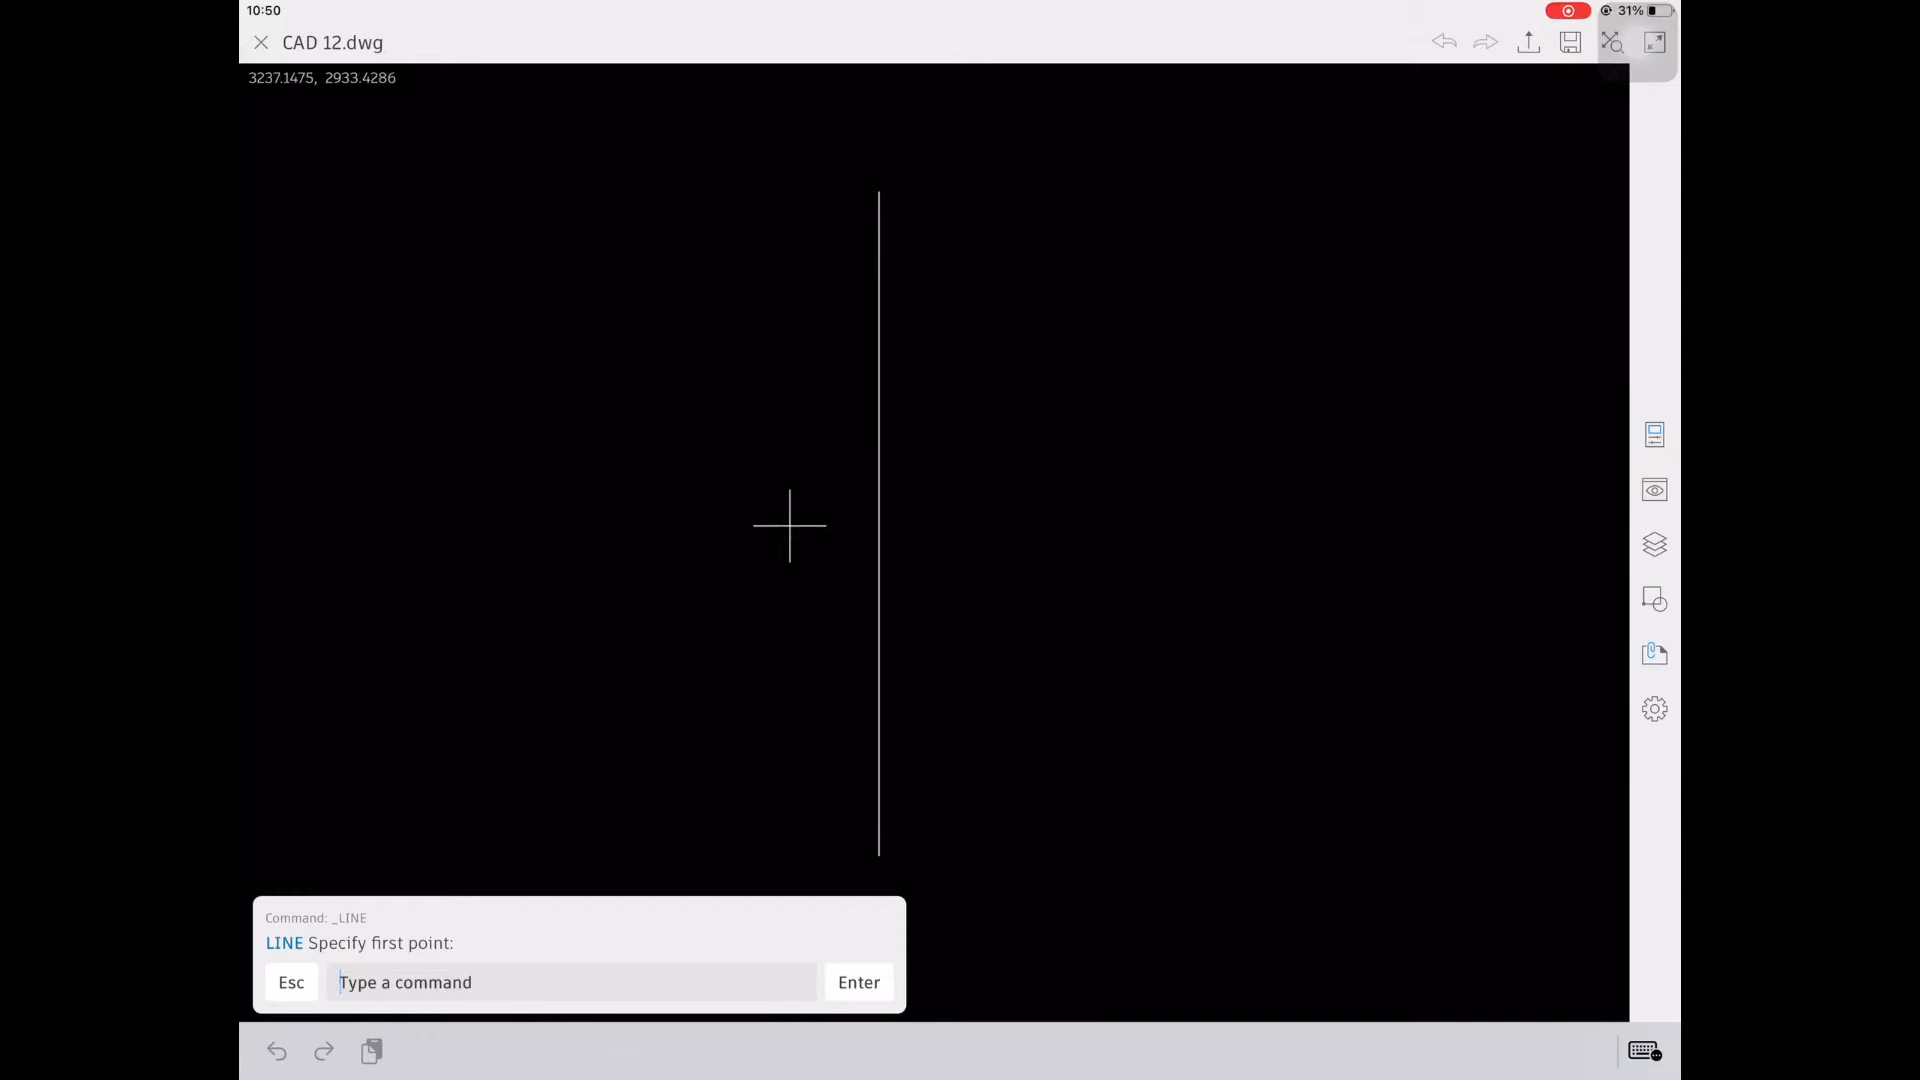 10:50
31%
CAD 12.dwg
3237.1475, 2933.4286
Command: _LINE
LINE Specify first point:
Esc
Type a command
Enter